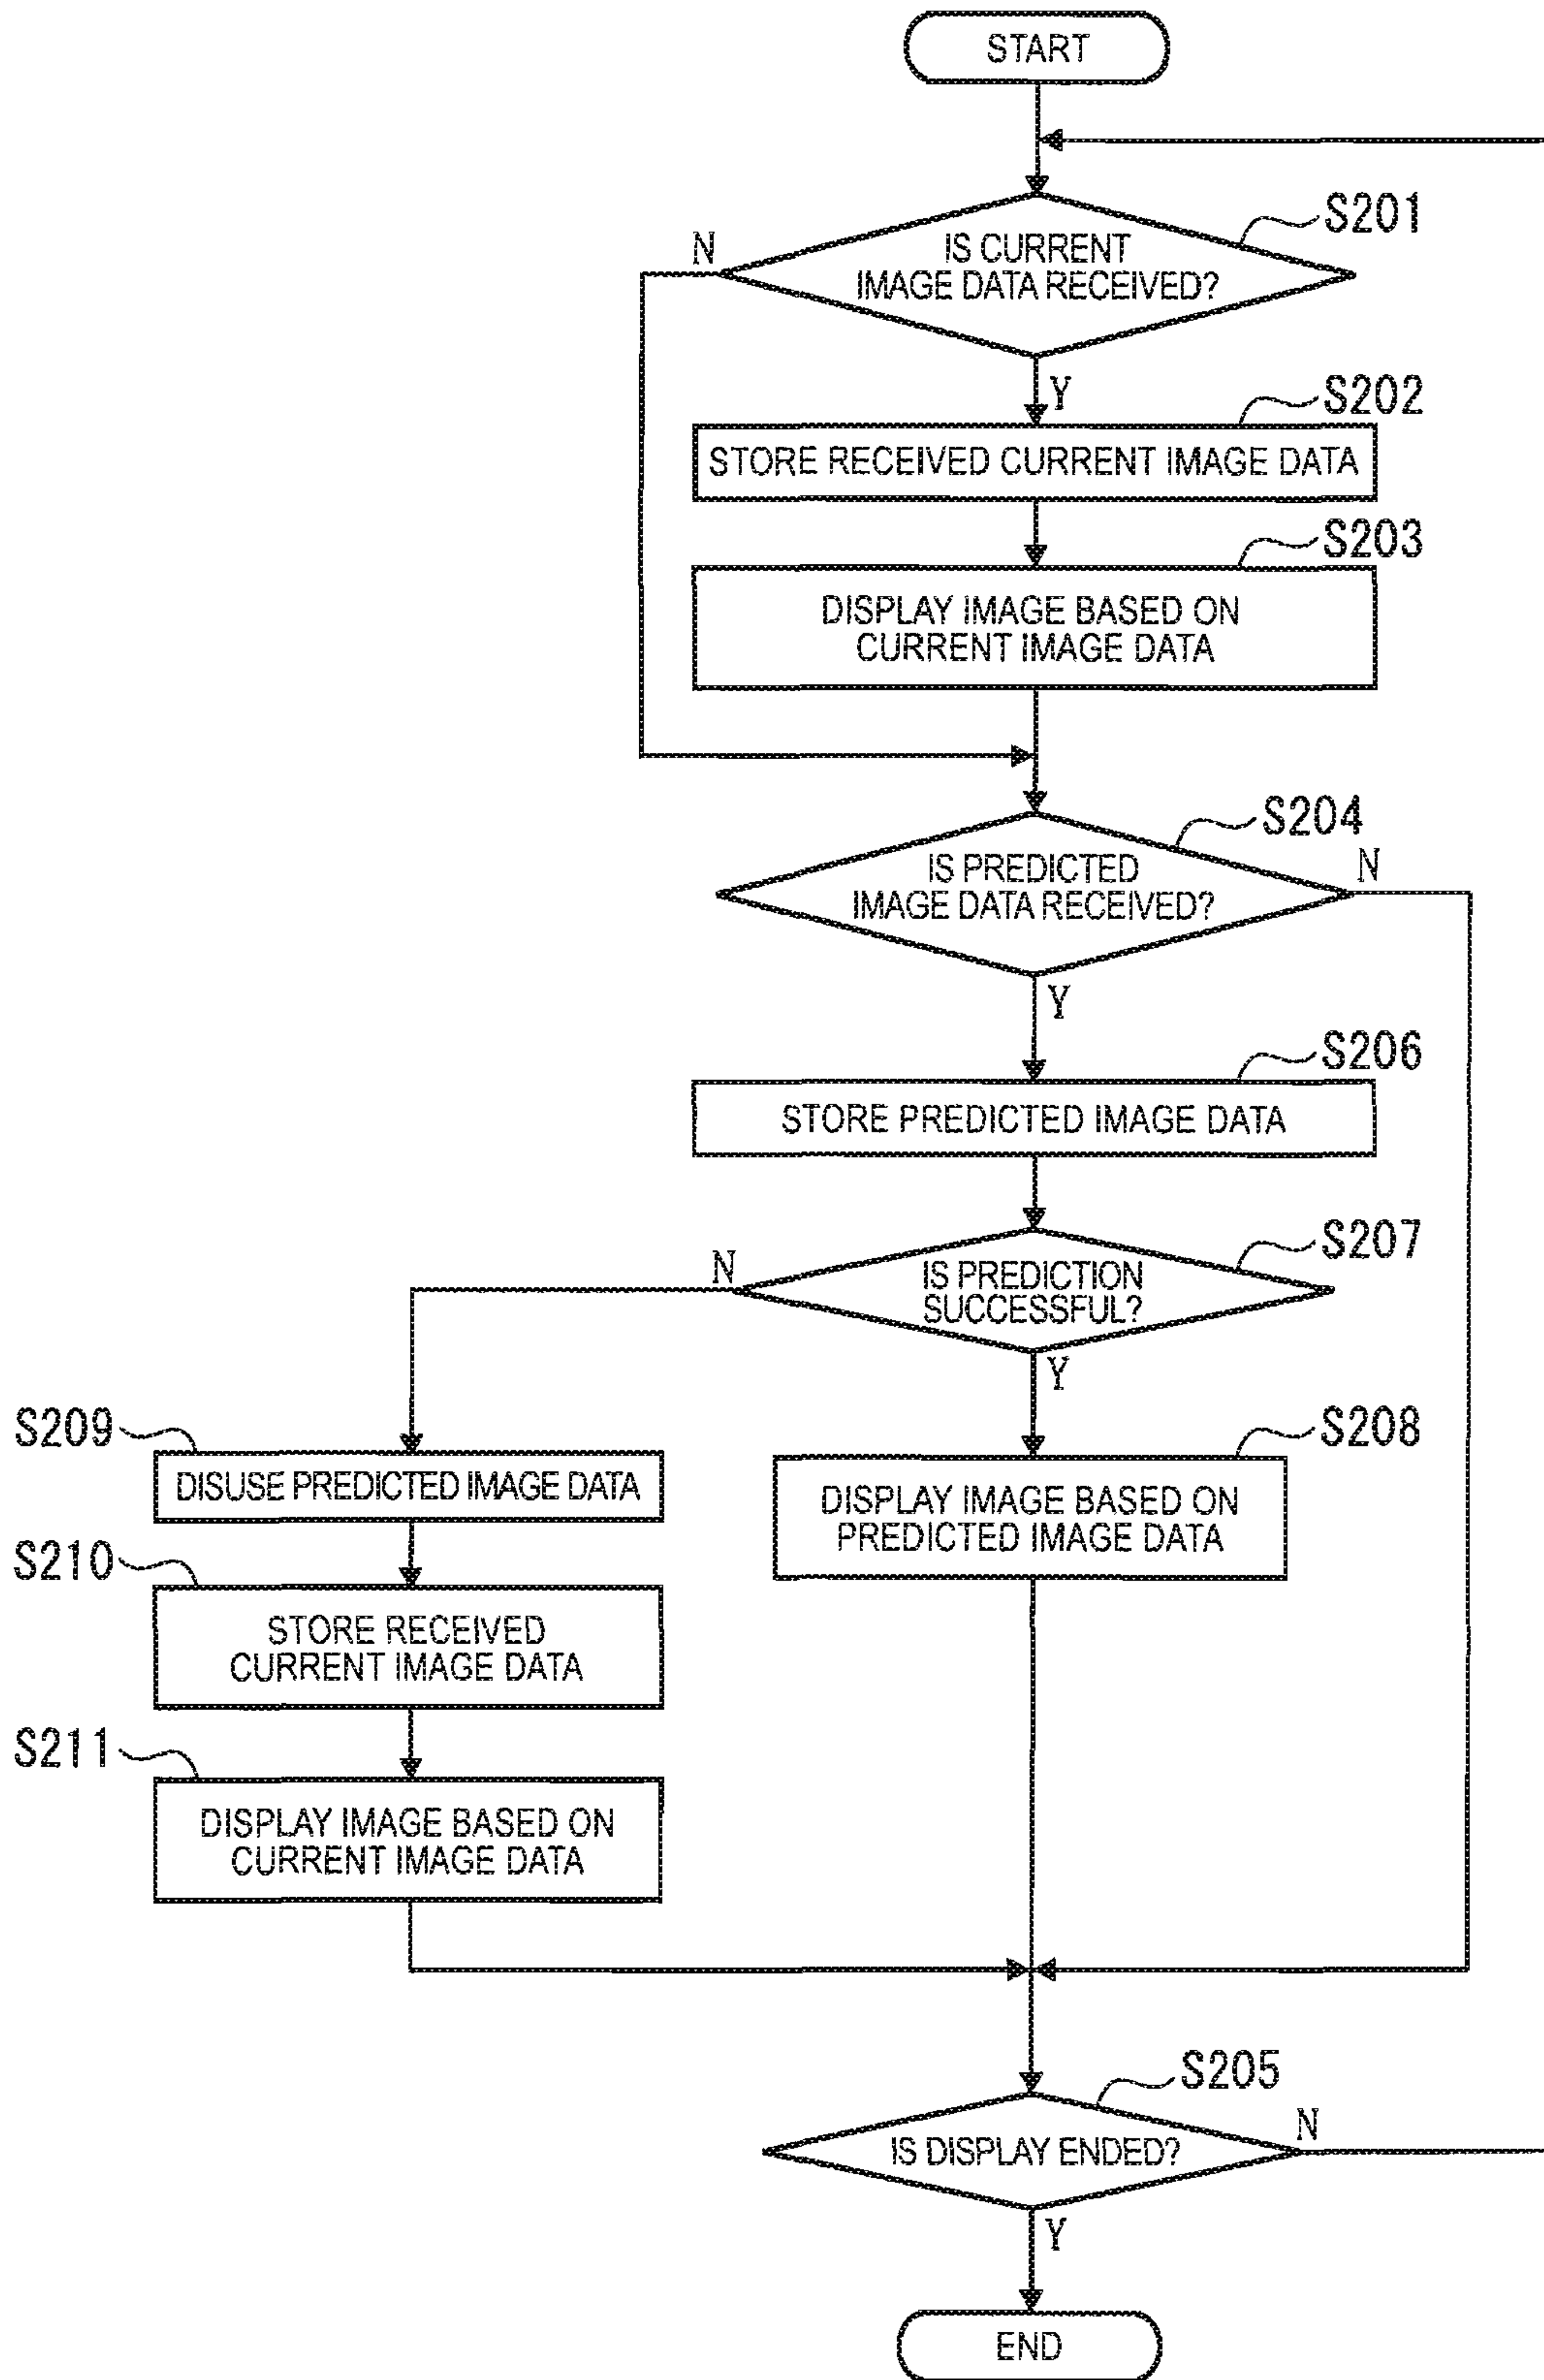 START
S201
N
IS CURRENT
IMAGE DATA RECEIVED?
Y
S202
STORE RECEIVED CURRENT IMAGE DATA
S203
DISPLAY IMAGE BASED ON
CURRENT IMAGE DATA
S204
IS PREDICTED
IMAGE DATA RECEIVED?
N
Y
S206
STORE PREDICTED IMAGE DATA
S207
N
IS PREDICTION
SUCCESSFUL?
Y
S209
DISUSE PREDICTED IMAGE DATA
S208
DISPLAY IMAGE BASED ON
PREDICTED IMAGE DATA
S210
STORE RECEIVED
CURRENT IMAGE DATA
S211
DISPLAY IMAGE BASED ON
CURRENT IMAGE DATA
S205
IS DISPLAY ENDED?
N
Y
END